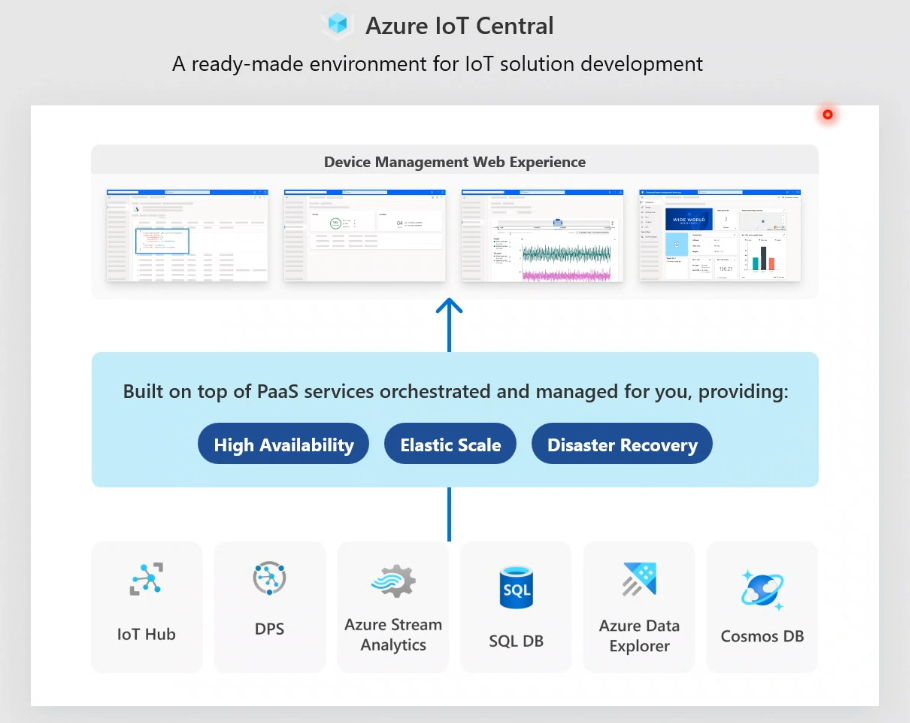 Azure IoT Central
A ready-made environment for IoT solution development
Device Management Web Experience
WIDE WORLD
Built on top of PaaS services orchestrated and managed for you, providing:
High Availability
Elastic Scale
Disaster Recovery
IoT Hub
DPS
Azure Stream
Analytics
SQL
SQL DB
Azure Data
Explorer
Cosmos DB